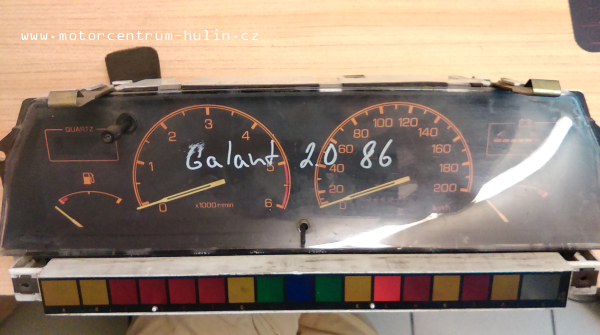 www.motorcentrum-hulin.cz
QUARTZ
0 1 2 3 4 5 6
x1000r/min
Galant 2.0 86
0 20 40 60 80 100 120 140 160 180 200